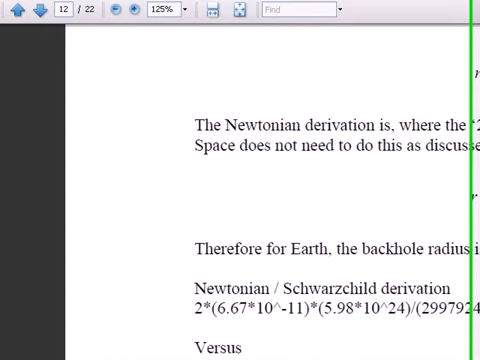 12 / 22 125% Find
The Newtonian derivation is, where the '2
Space does not need to do this as discusse
r
Therefore for Earth, the backhole radius i
Newtonian / Schwarzchild derivation
2*(6.67*10^-11)*(5.98*10^24)/(2997924
Versus